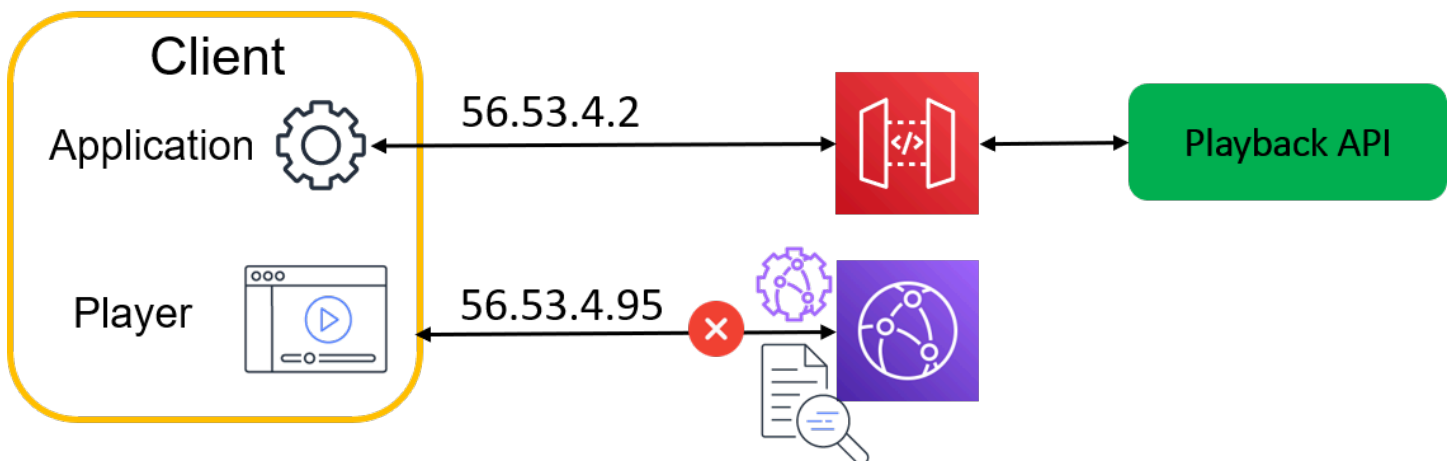 Client
Application
56.53.4.2
</>
Playback API
Player
56.53.4.95